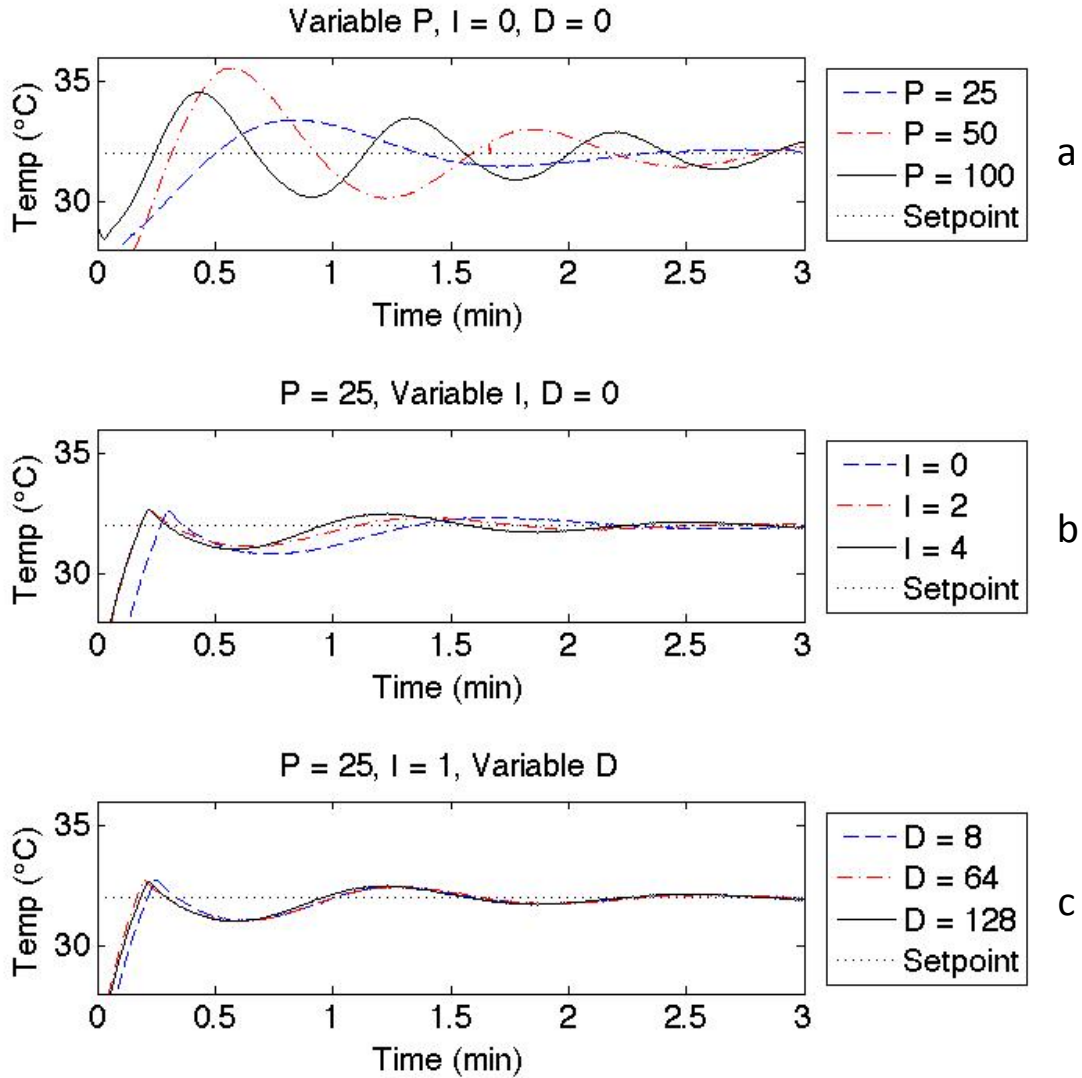 Variable P, I = 0, D = 0
Temp (°C)
35
30
0 0.5 1 1.5 2 2.5 3
Time (min)
P = 25
P = 50
P = 100
Setpoint
a
P = 25, Variable I, D = 0
Temp (°C)
35
30
0 0.5 1 1.5 2 2.5 3
Time (min)
I = 0
I = 2
I = 4
Setpoint
b
P = 25, I = 1, Variable D
Temp (°C)
35
30
0 0.5 1 1.5 2 2.5 3
Time (min)
D = 8
D = 64
D = 128
Setpoint
c